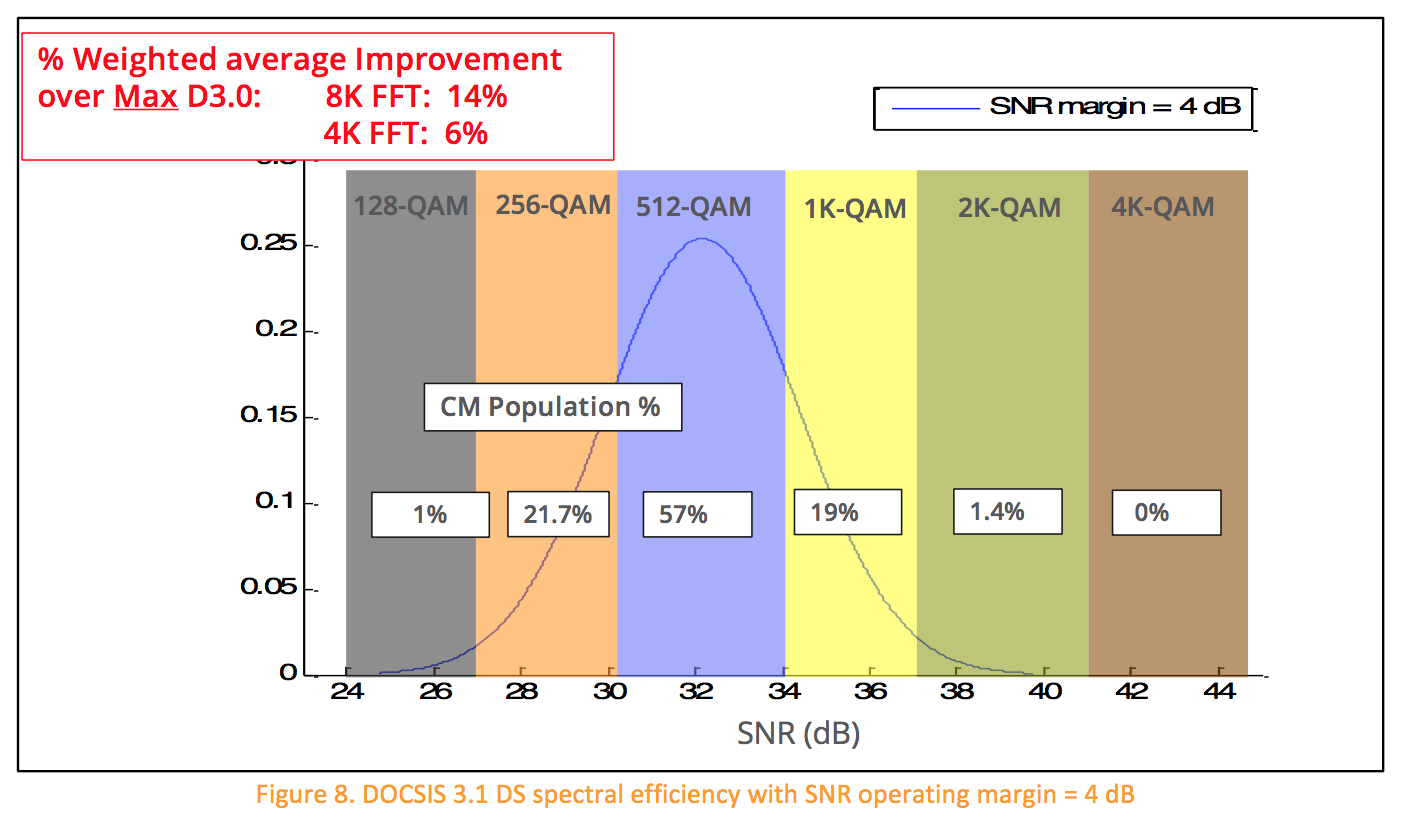 % Weighted average Improvement
over Max D3.0: 8K FFT: 14%
4K FFT: 6%
SNR margin = 4 dB
128-QAM 256-QAM 512-QAM 1K-QAM 2K-QAM 4K-QAM
0.25
0.2
0.15
0.1
0.05
0
CM Population %
1% 21.7% 57% 19% 1.4% 0%
24 26 28 30 32 34 36 38 40 42 44
SNR (dB)
Figure 8. DOCSIS 3.1 DS spectral efficiency with SNR operating margin = 4 dB